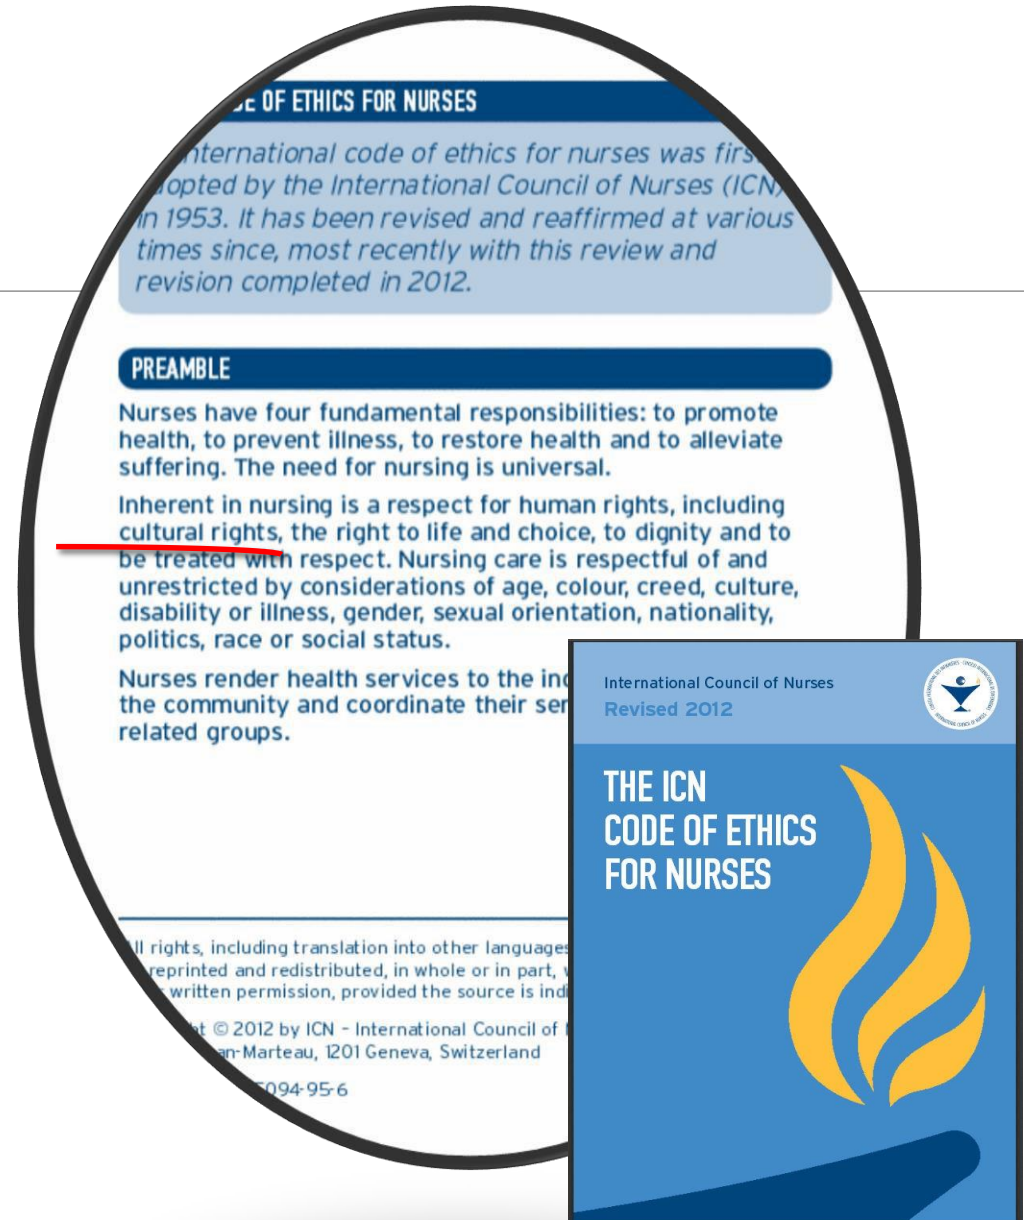 OF ETHICS FOR NURSES
international code of ethics for nurses was first
adopted by the International Council of Nurses (ICN)
in 1953. It has been revised and reaffirmed at various
times since, most recently with this review and
revision completed in 2012.
PREAMBLE
Nurses have four fundamental responsibilities: to promote
health, to prevent illness, to restore health and to alleviate
suffering. The need for nursing is universal.
Inherent in nursing is a respect for human rights, including
cultural rights, the right to life and choice, to dignity and to
be treated with respect. Nursing care is respectful of and
unrestricted by considerations of age, colour, creed, culture,
disability or illness, gender, sexual orientation, nationality,
politics, race or social status.
Nurses render health services to the
the community and coordinate their
related groups.
All rights, including translation into other languages
reprinted and redistributed, in whole or in part,
written permission, provided the source is
© 2012 by ICN - International Council of
-Marteau, 1201 Geneva, Switzerland
094-95-6
International Council of Nurses
Revised 2012
THE ICN
CODE OF ETHICS
FOR NURSES